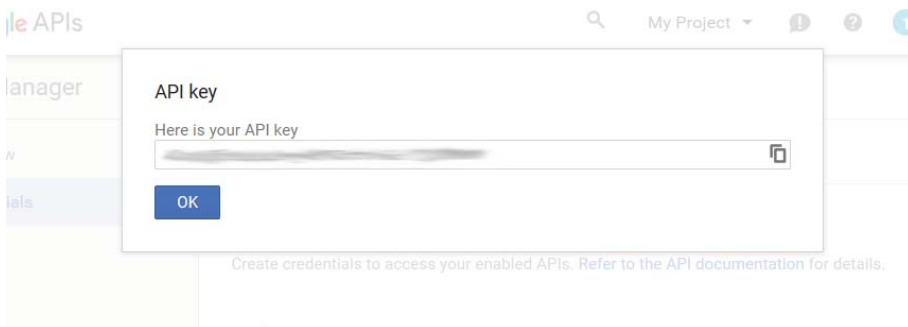 le APIs
My Project
anager
API key
Here is your API key
w
ials
OK
Create credentials to access your enabled APIs. Refer to the API documentation for details.